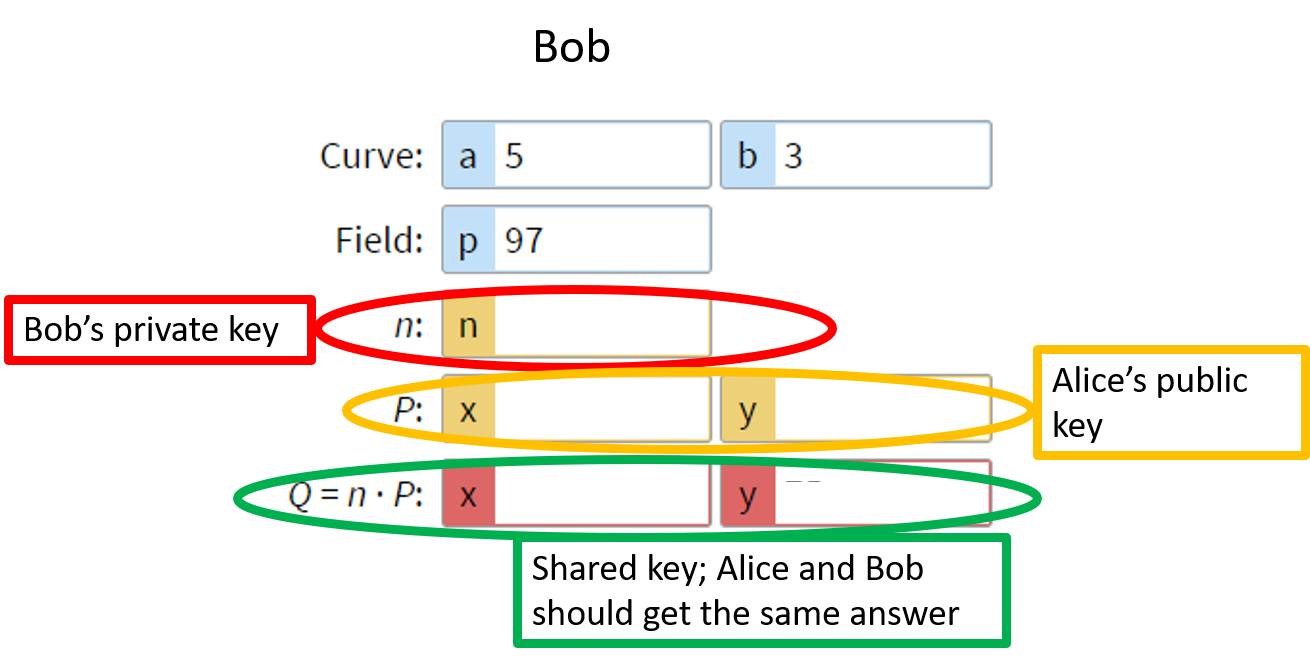 Bob
Curve: a 5 b 3
Field: p 97
Bob’s private key
n: n
Alice’s public
key
P: x y
Q = n · P: x y
Shared key; Alice and Bob
should get the same answer